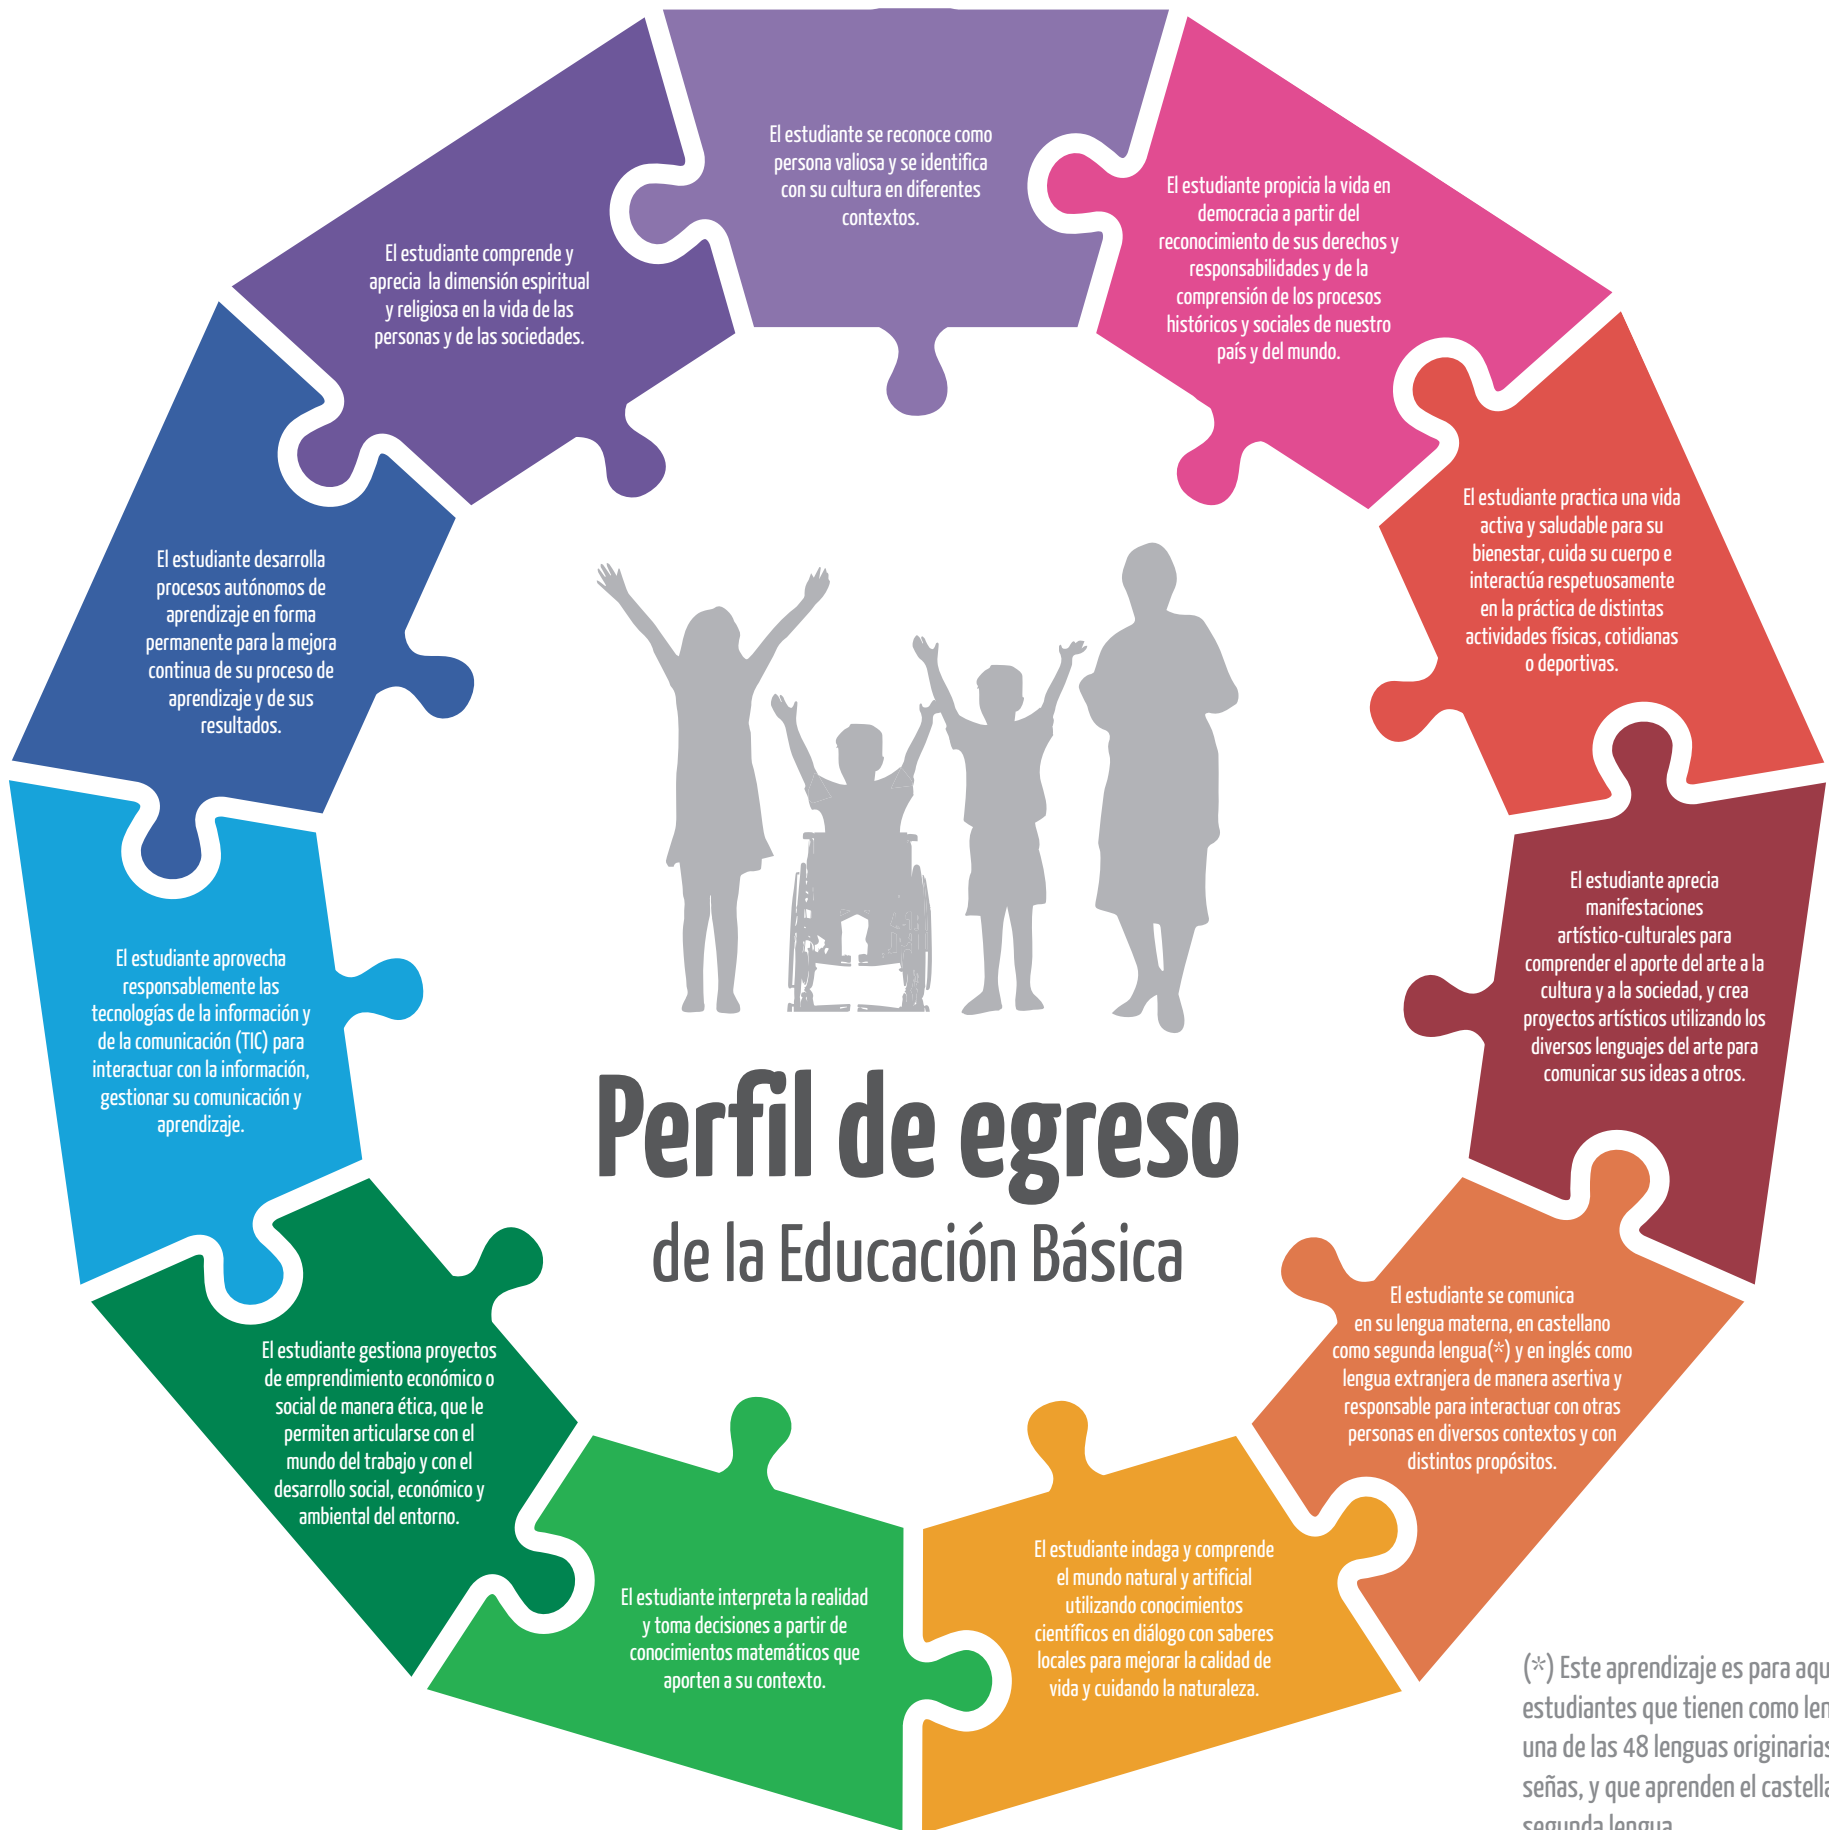 El estudiante se reconoce como
persona valiosa y se identifica
con su cultura en diferentes
contextos.
El estudiante propicia la vida en
democracia a partir del
reconocimiento de sus derechos y
responsabilidades y de la
comprensión de los procesos
históricos y sociales de nuestro
país y del mundo.
El estudiante practica una vida
activa y saludable para su
bienestar, cuida su cuerpo e
interactúa respetuosamente
en la práctica de distintas
actividades físicas, cotidianas
o deportivas.
El estudiante aprecia
manifestaciones
artístico-culturales para
comprender el aporte del arte a la
cultura y a la sociedad, y crea
proyectos artísticos utilizando los
diversos lenguajes del arte para
comunicar sus ideas a otros.
El estudiante se comunica
en su lengua materna, en castellano
como segunda lengua(*) y en inglés como
lengua extranjera de manera asertiva y
responsable para interactuar con otras
personas en diversos contextos y con
distintos propósitos.
El estudiante indaga y comprende
el mundo natural y artificial
utilizando conocimientos
científicos en diálogo con saberes
locales para mejorar la calidad de
vida y cuidando la naturaleza.
El estudiante interpreta la realidad
y toma decisiones a partir de
conocimientos matemáticos que
aporten a su contexto.
El estudiante gestiona proyectos
de emprendimiento económico o
social de manera ética, que le
permiten articularse con el
mundo del trabajo y con el
desarrollo social, económico y
ambiental del entorno.
El estudiante aprovecha
responsablemente las
tecnologías de la información y
de la comunicación (TIC) para
interactuar con la información,
gestionar su comunicación y
aprendizaje.
El estudiante desarrolla
procesos autónomos de
aprendizaje en forma
permanente para la mejora
continua de su proceso de
aprendizaje y de sus
resultados.
El estudiante comprende y
aprecia la dimensión espiritual
y religiosa en la vida de las
personas y de las sociedades.
Perfil de egreso
de la Educación Básica
(*) Este aprendizaje es para
estudiantes que tienen como
una de las 48 lenguas originarias
señas, y que aprenden el
segunda lengua